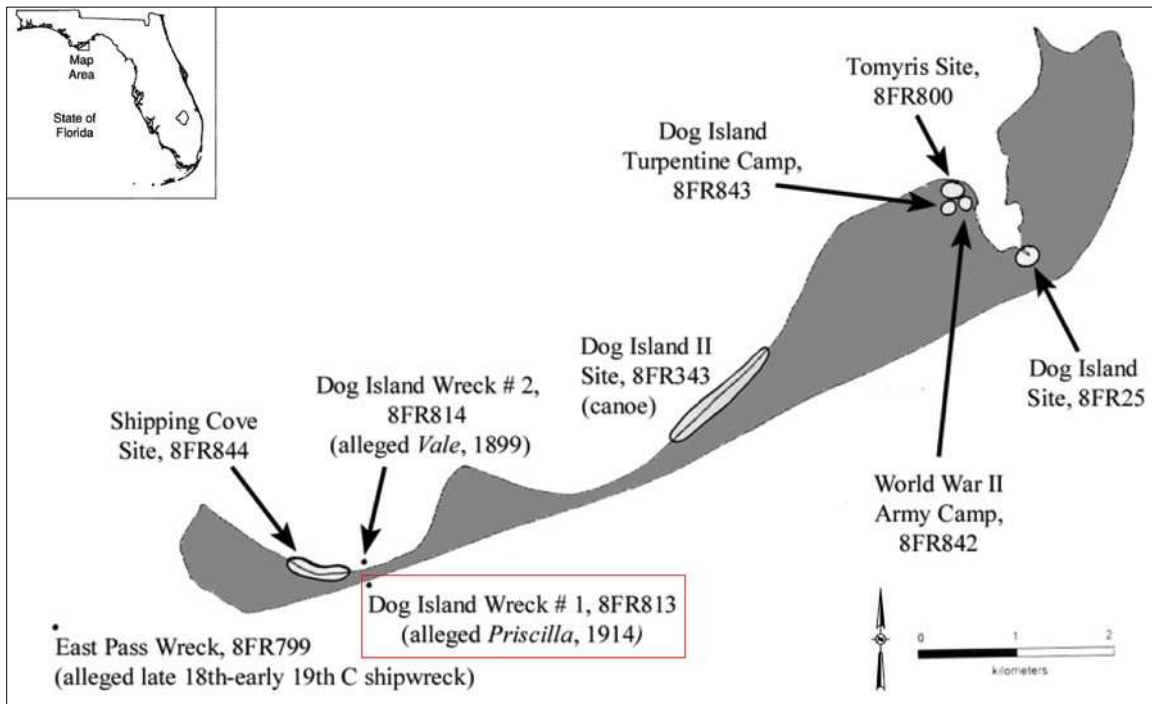 Map
Area
State of
Florida
Tomyris Site,
8FR800
Dog Island
Turpentine Camp,
8FR843
Dog Island II
Site, 8FR343
(canoe)
Dog Island
Site, 8FR25
Dog Island Wreck # 2,
8FR814
(alleged Vale, 1899)
Shipping Cove
Site, 8FR844
World War II
Army Camp,
8FR842
Dog Island Wreck # 1, 8FR813
(alleged Priscilla, 1914)
East Pass Wreck, 8FR799
(alleged late 18th-early 19th C shipwreck)
0 1 2
kilometers